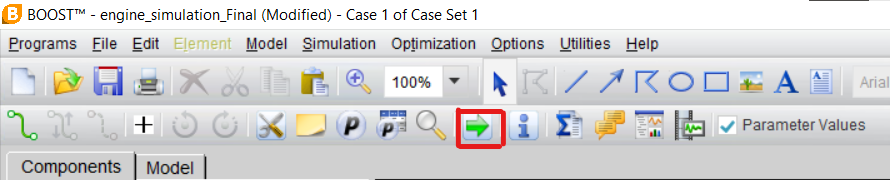 BOOST™ - engine_simulation_Final (Modified) - Case 1 of Case Set 1
Programs File Edit Element Model Simulation Optimization Options Utilities Help
100% A Arial
p p i Σ Parameter Values
Components Model